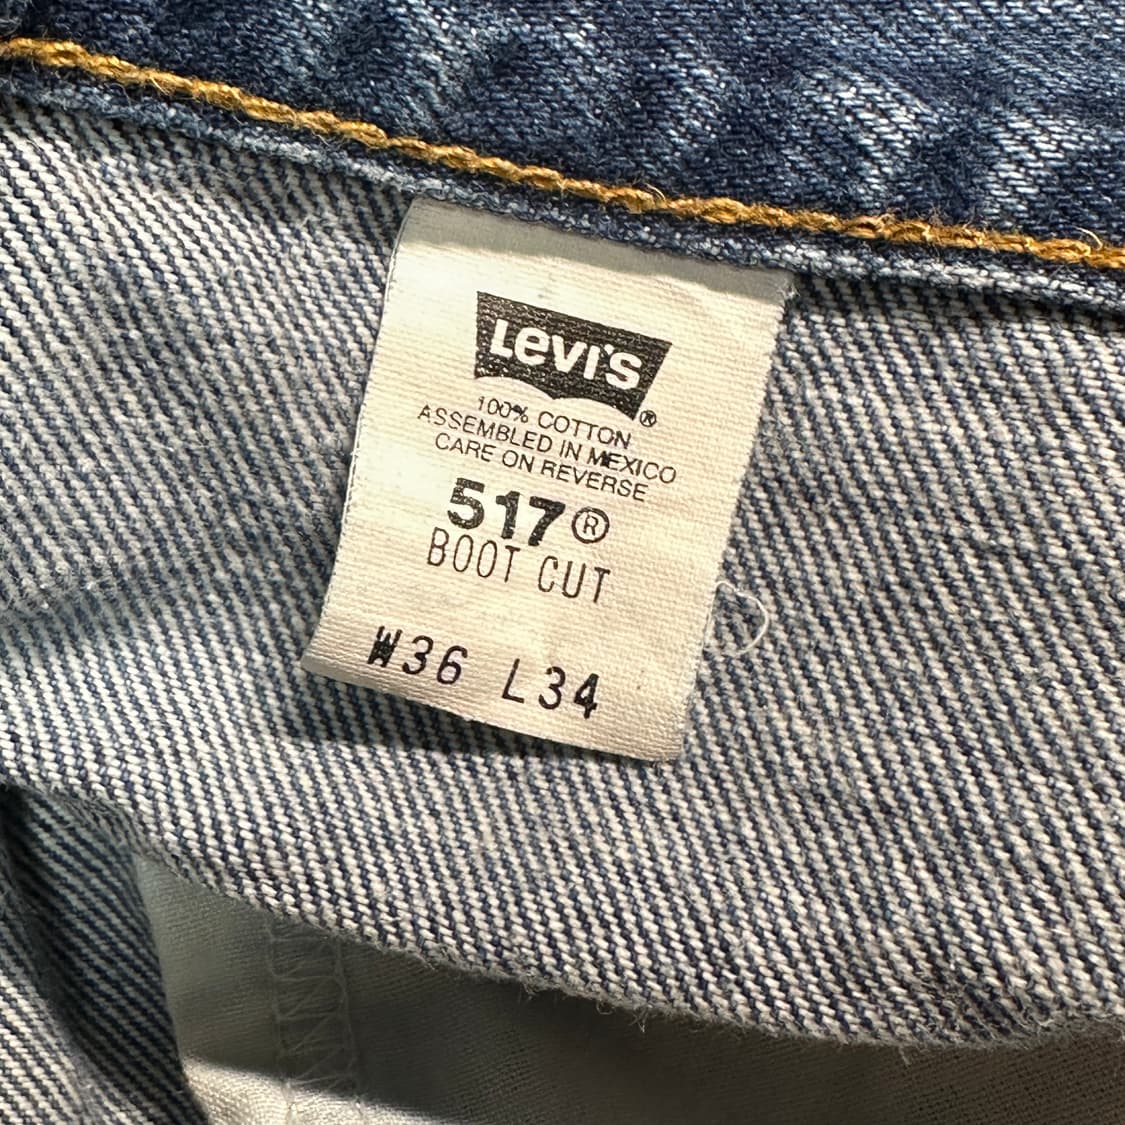 Levi's®
100% COTTON
ASSEMBLED IN MEXICO
CARE ON REVERSE
517®
BOOT CUT
W36 L34